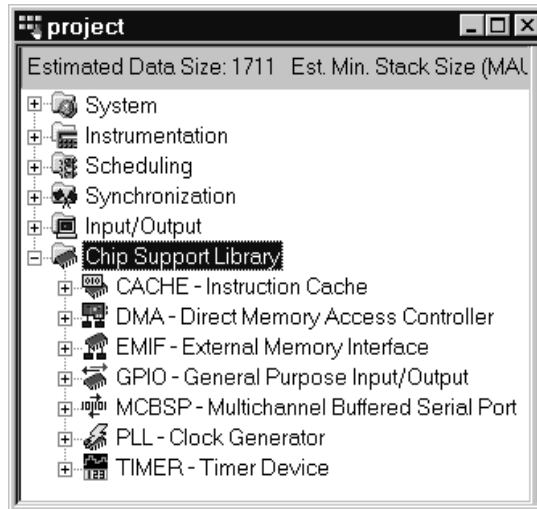 project
Estimated Data Size: 1711 Est. Min. Stack Size (MAU
System
Instrumentation
Scheduling
Synchronization
Input/Output
Chip Support Library
CACHE - Instruction Cache
DMA - Direct Memory Access Controller
EMIF - External Memory Interface
GPIO - General Purpose Input/Output
MCBSP - Multichannel Buffered Serial Port
PLL - Clock Generator
TIMER - Timer Device